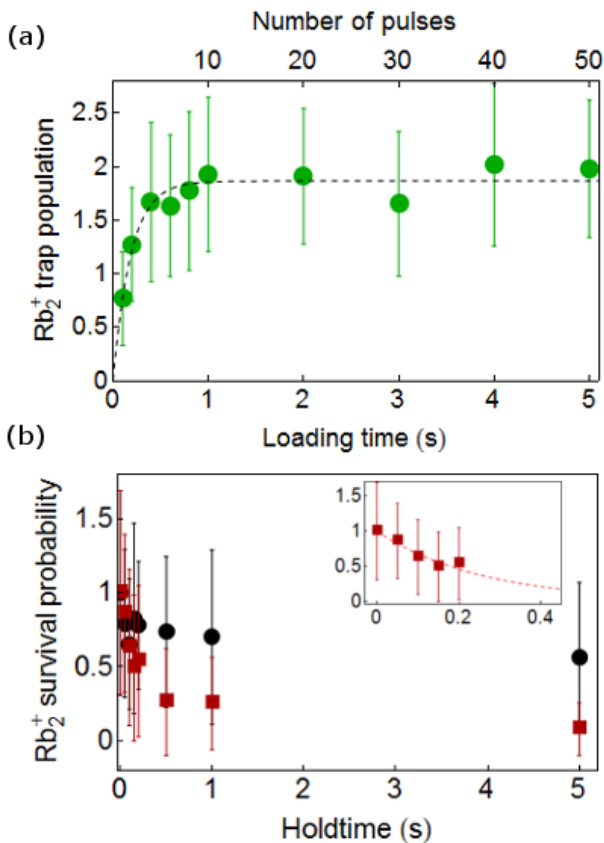 (a)
Number of pulses
10 20 30 40 50
2.5
2
1.5
1
0.5
0
Rb₂⁺ trap population
0 1 2 3 4 5
Loading time (s)
(b)
1.5
1
0.5
0
Rb₂⁺ survival probability
1.5
1
0.5
0
0 0.2 0.4
0 1 2 3 4 5
Holdtime (s)